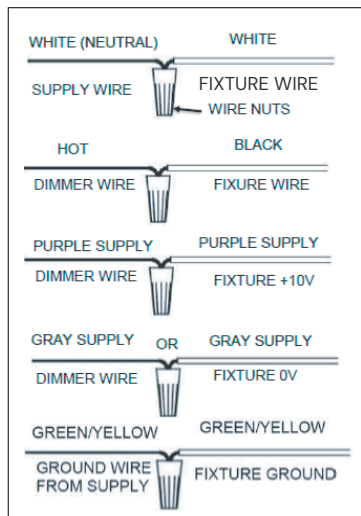 WHITE (NEUTRAL) WHITE
SUPPLY WIRE FIXTURE WIRE
WIRE NUTS
HOT BLACK
DIMMER WIRE FIXURE WIRE
PURPLE SUPPLY PURPLE SUPPLY
DIMMER WIRE FIXTURE +10V
GRAY SUPPLY OR GRAY SUPPLY
DIMMER WIRE FIXTURE 0V
GREEN/YELLOW GREEN/YELLOW
GROUND WIRE FIXTURE GROUND
FROM SUPPLY